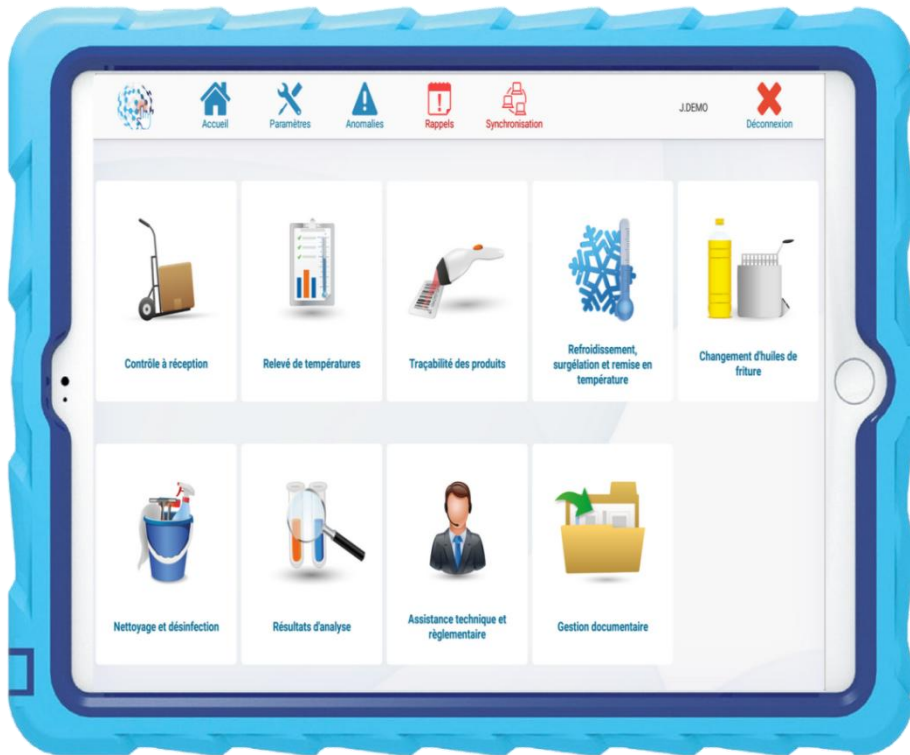 Accueil
Paramètres
Anomalies
Rappels
Synchronisation
J.DEMO
Déconnexion
Contrôle à réception
Relevé de températures
Traçabilité des produits
Refroidissement,
surgélation et remise en
température
Changement d'huiles de
friture
Nettoyage et désinfection
Résultats d'analyse
Assistance technique et
règlementaire
Gestion documentaire